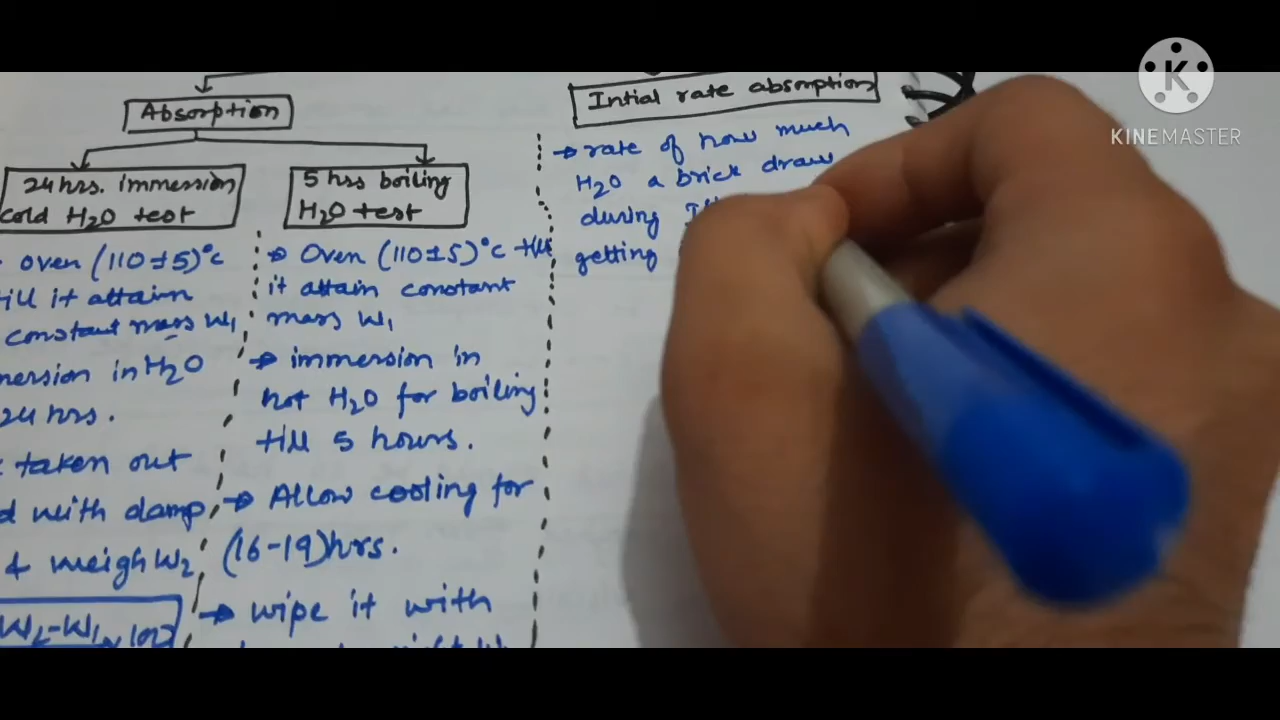 Absorption
24 hrs. immersion
cold H2O test
oven (110±5)°c
till it attain
constant mass W1
mersion in H2O
24 hrs.
taken out
d with damp
& weigh W2
W2-W1 x 100
5 hrs boiling
H2O test
→ Oven (110±5)°C till
it attain constant
mass W1
→ immersion in
hot H2O for boiling
till 5 hours.
→ Allow cooling for
(16-19)hrs.
→ wipe it with
Intial rate absorption
→ rate of how much
H2O a brick draw
during
getting
K
KINEMASTER